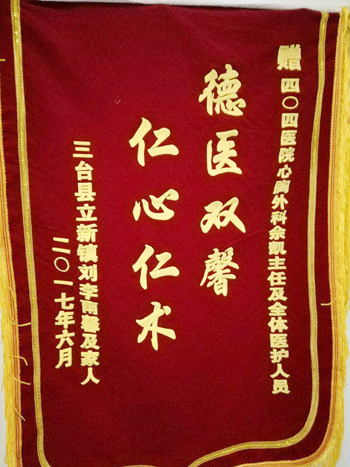 赠四〇四医院心胸外科余凯主任及全体医护人员
德医双馨
仁心仁术
三台县立新镇刘李雨馨及家人
二〇一七年六月